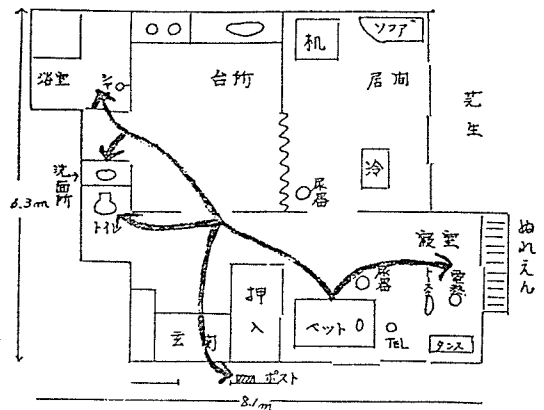 机
ソファ
浴室
台所
居間
芝生
洗面所
冷
尿器
6.3m
トイレ
寝室
ぬれえん
尿器
押入
ベット
TEL
タンス
玄関
ポスト
8.1m